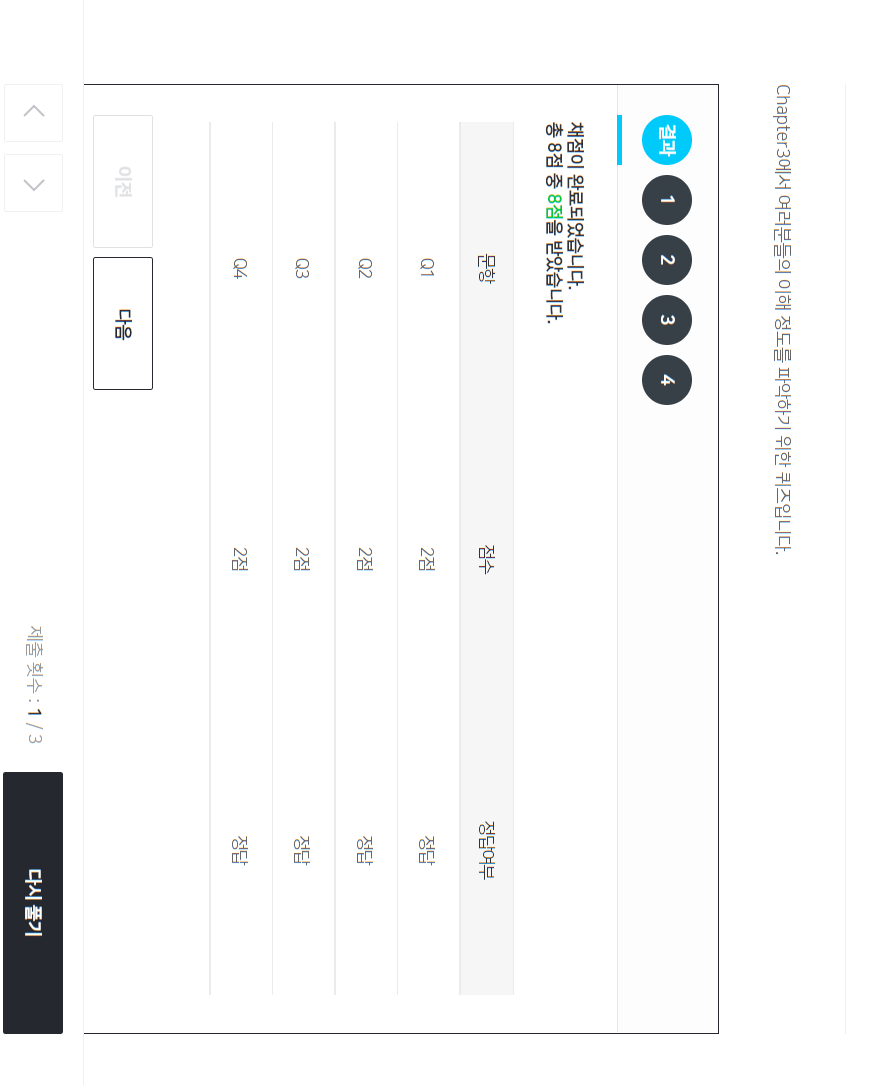 Chapter3에서 여러분들의 이해 정도를 파악하기 위한 퀴즈입니다.
결과 1 2 3 4
채점이 완료되었습니다.
총 8점 중 8점을 받았습니다.
문항 점수 정답여부
Q1 2점 정답
Q2 2점 정답
Q3 2점 정답
Q4 2점 정답
이전 다음
제출 횟수 : 1 / 3 다시 풀기